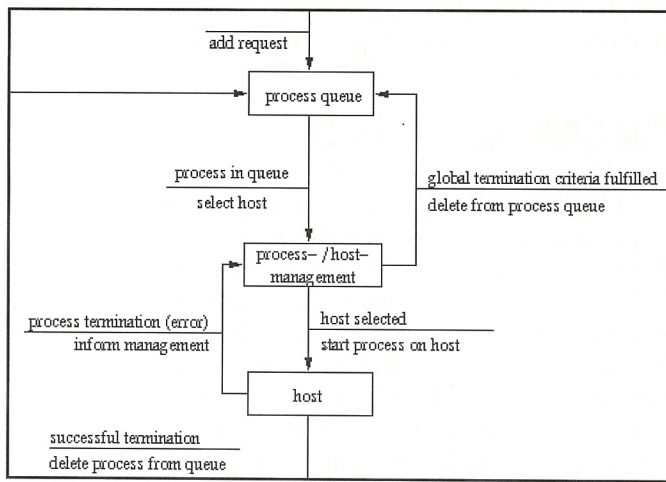 add request
process queue
process in queue
select host
global termination criteria fulfilled
delete from process queue
process– / host–
management
process termination (error)
inform management
host selected
start process on host
host
successful termination
delete process from queue